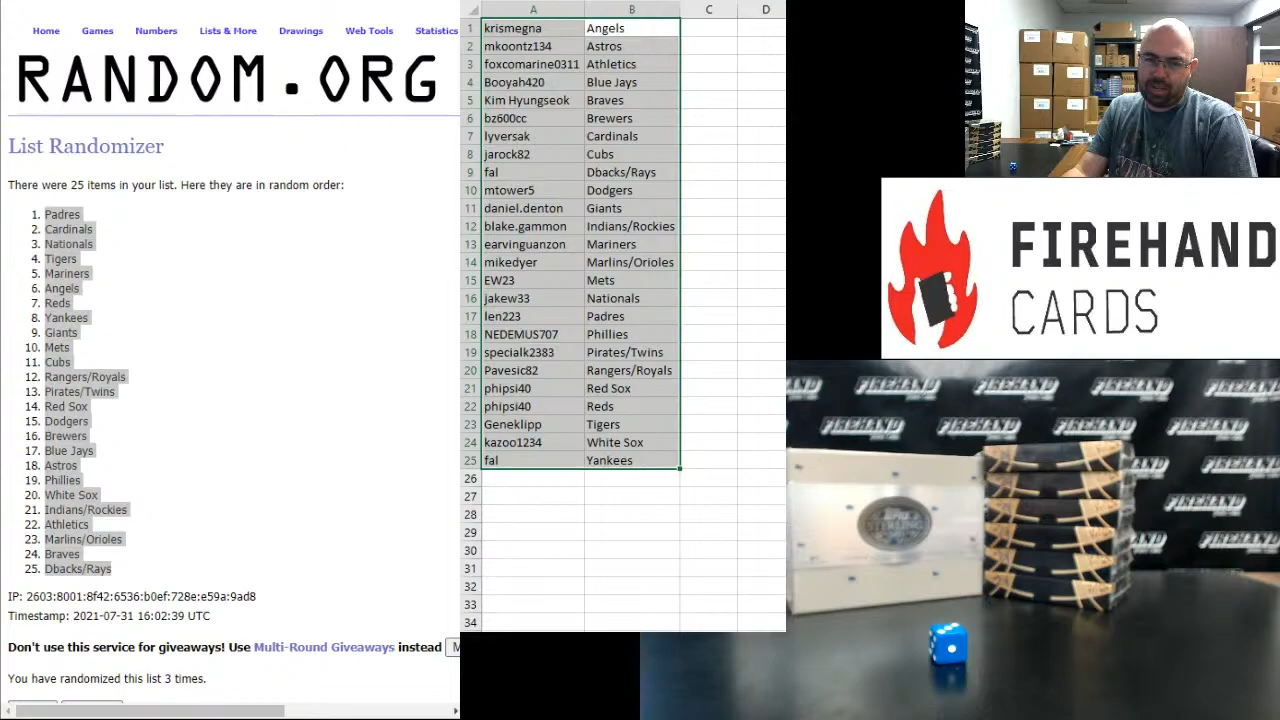 Home Games Numbers Lists & More Drawings Web Tools Statistics
RANDOM.ORG
List Randomizer
There were 25 items in your list. Here they are in random order:
1. Padres
2. Cardinals
3. Nationals
4. Tigers
5. Mariners
6. Angels
7. Reds
8. Yankees
9. Giants
10. Mets
11. Cubs
12. Rangers/Royals
13. Pirates/Twins
14. Red Sox
15. Dodgers
16. Brewers
17. Blue Jays
18. Astros
19. Phillies
20. White Sox
21. Indians/Rockies
22. Athletics
23. Marlins/Orioles
24. Braves
25. Dbacks/Rays
IP: 2603:8001:8f42:6536:b0ef:728e:e59a:9ad8
Timestamp: 2021-07-31 16:02:39 UTC
Don't use this service for giveaways! Use Multi-Round Giveaways instead
You have randomized this list 3 times.
A B C D
1 krismegna Angels
2 mkoontz134 Astros
3 foxcomarine0311 Athletics
4 Booyah420 Blue Jays
5 Kim Hyungseok Braves
6 bz600cc Brewers
7 lyversak Cardinals
8 jarock82 Cubs
9 fal Dbacks/Rays
10 mtower5 Dodgers
11 daniel.denton Giants
12 blake.gammon Indians/Rockies
13 earvinguanzon Mariners
14 mikedyer Marlins/Orioles
15 EW23 Mets
16 jakew33 Nationals
17 len223 Padres
18 NEDEMUS707 Phillies
19 specialk2383 Pirates/Twins
20 Pavesic82 Rangers/Royals
21 phipsi40 Red Sox
22 phipsi40 Reds
23 Geneklipp Tigers
24 kazoo1234 White Sox
25 fal Yankees
26
27
28
29
30
31
32
33
34
FIREHAND
CARDS
FIREHAND FIREHAND FIREHAND
FIREHAND FIREHAND FIREHAND
FIREHAND
FIREHAND
STERLING